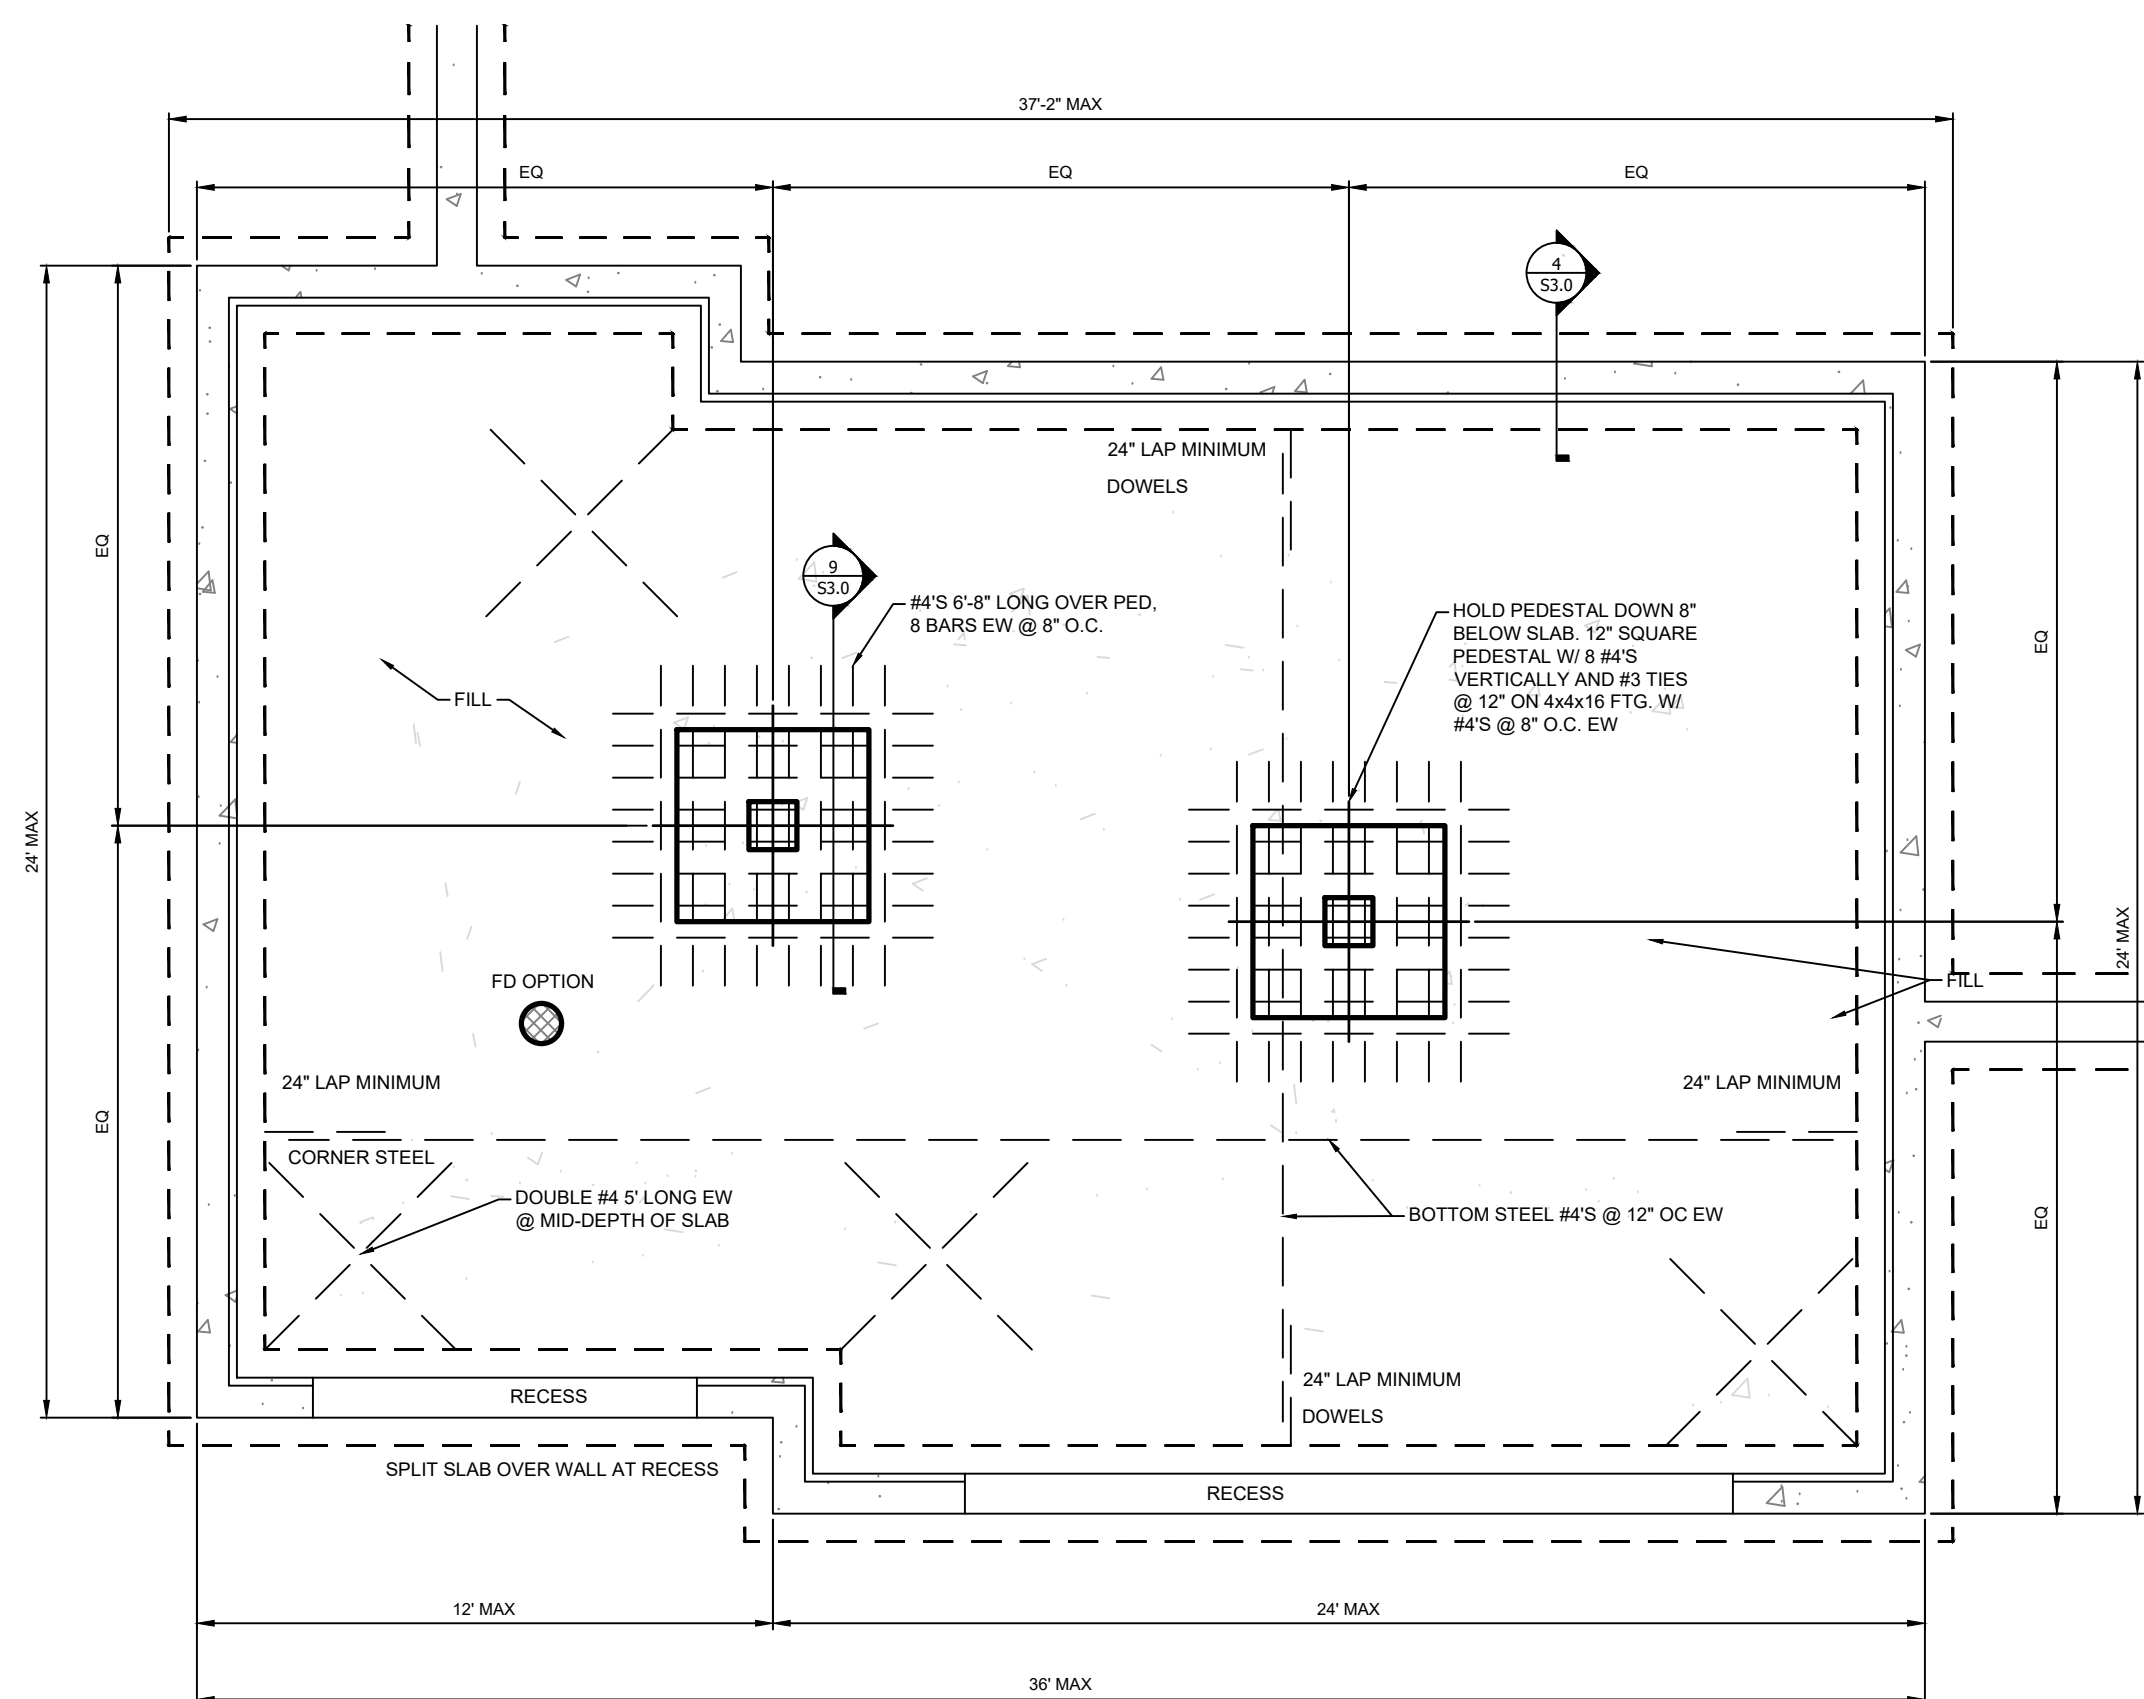 37'-2" MAX
EQ
EQ
EQ
4
S3.0
24" LAP MINIMUM
DOWELS
EQ
9
S3.0
#4'S 6'-8" LONG OVER PED,
8 BARS EW @ 8" O.C.
HOLD PEDESTAL DOWN 8"
BELOW SLAB. 12" SQUARE
PEDESTAL W/ 8 #4'S
VERTICALLY AND #3 TIES
@ 12" ON 4x4x16 FTG. W/
#4'S @ 8" O.C. EW
EQ
FILL
24' MAX
24' MAX
FD OPTION
FILL
24" LAP MINIMUM
24" LAP MINIMUM
EQ
CORNER STEEL
DOUBLE #4 5' LONG EW
@ MID-DEPTH OF SLAB
BOTTOM STEEL #4'S @ 12" OC EW
EQ
24" LAP MINIMUM
DOWELS
RECESS
SPLIT SLAB OVER WALL AT RECESS
RECESS
12' MAX
24' MAX
36' MAX